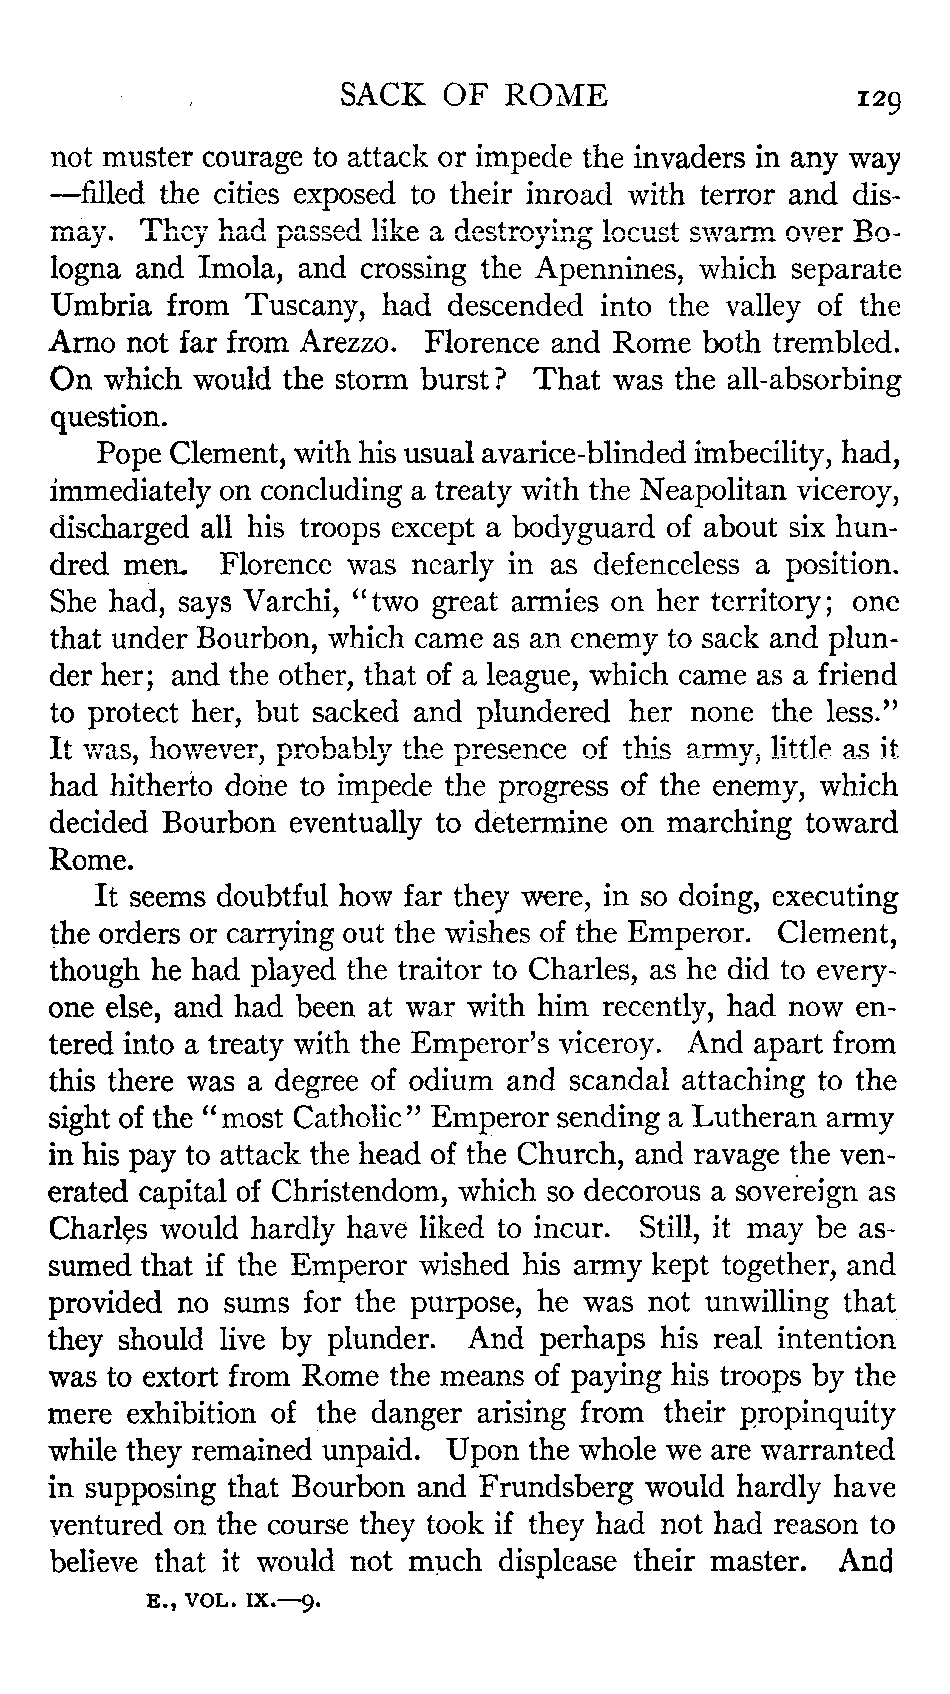 SACK OF ROME 129
not muster courage to attack or impede the invaders in any way
—filled the cities exposed to their inroad with terror and dis-
may. They had passed like a destroying locust swarm over Bo-
logna and Imola, and crossing the Apennines, which separate
Umbria from Tuscany, had descended into the valley of the
Arno not far from Arezzo. Florence and Rome both trembled.
On which would the storm burst? That was the all-absorbing
question.
Pope Clement, with his usual avarice-blinded imbecility, had,
immediately on concluding a treaty with the Neapolitan viceroy,
discharged all his troops except a bodyguard of about six hun-
dred men. Florence was nearly in as defenceless a position.
She had, says Varchi, "two great armies on her territory; one
that under Bourbon, which came as an enemy to sack and plun-
der her; and the other, that of a league, which came as a friend
to protect her, but sacked and plundered her none the less."
It was, however, probably the presence of this army, little as it
had hitherto done to impede the progress of the enemy, which
decided Bourbon eventually to determine on marching toward
Rome.
It seems doubtful how far they were, in so doing, executing
the orders or carrying out the wishes of the Emperor. Clement,
though he had played the traitor to Charles, as he did to every-
one else, and had been at war with him recently, had now en-
tered into a treaty with the Emperor's viceroy. And apart from
this there was a degree of odium and scandal attaching to the
sight of the "most Catholic" Emperor sending a Lutheran army
in his pay to attack the head of the Church, and ravage the ven-
erated capital of Christendom, which so decorous a sovereign as
Charles would hardly have liked to incur. Still, it may be as-
sumed that if the Emperor wished his army kept together, and
provided no sums for the purpose, he was not unwilling that
they should live by plunder. And perhaps his real intention
was to extort from Rome the means of paying his troops by the
mere exhibition of the danger arising from their propinquity
while they remained unpaid. Upon the whole we are warranted
in supposing that Bourbon and Frundsberg would hardly have
ventured on the course they took if they had not had reason to
believe that it would not much displease their master. And
E., VOL. IX.—9.